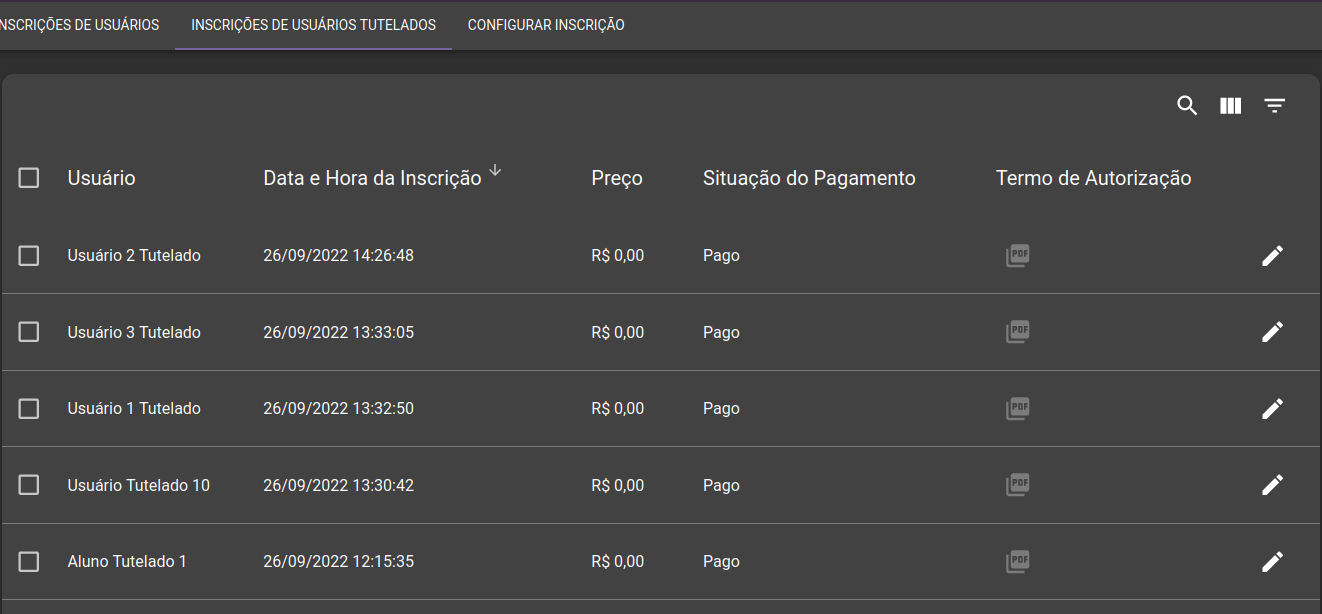 NSCRIÇÕES DE USUÁRIOS INSCRIÇÕES DE USUÁRIOS TUTELADOS CONFIGURAR INSCRIÇÃO
Usuário Data e Hora da Inscrição Preço Situação do Pagamento Termo de Autorização
Usuário 2 Tutelado 26/09/2022 14:26:48 R$ 0,00 Pago PDF
Usuário 3 Tutelado 26/09/2022 13:33:05 R$ 0,00 Pago PDF
Usuário 1 Tutelado 26/09/2022 13:32:50 R$ 0,00 Pago PDF
Usuário Tutelado 10 26/09/2022 13:30:42 R$ 0,00 Pago PDF
Aluno Tutelado 1 26/09/2022 12:15:35 R$ 0,00 Pago PDF